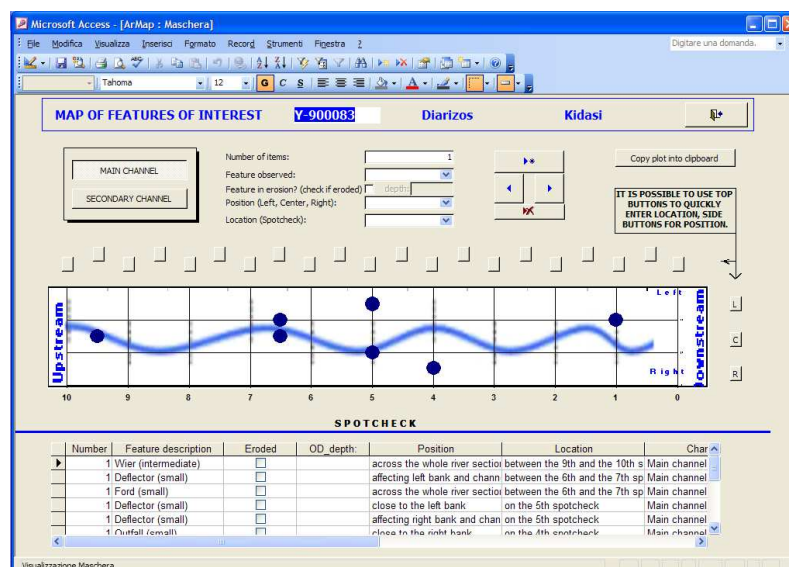 Microsoft Access - [ArMap : Maschera]
File Modifica Visualizza Inserisci Formato Record Strumenti Finestra ?
Digitare una domanda.
Tahoma 12 G C S
MAP OF FEATURES OF INTEREST Y-900083 Diarizos Kidasi
MAIN CHANNEL
SECONDARY CHANNEL
Number of items: 1
Feature observed:
Feature in erosion? (check if eroded) depth:
Position (Left, Center, Right):
Location (Spotcheck):
Copy plot into clipboard
IT IS POSSIBLE TO USE TOP
BUTTONS TO QUICKLY
ENTER LOCATION, SIDE
BUTTONS FOR POSITION.
Upstream
Left
Right
Downstream
L
C
R
10 9 8 7 6 5 4 3 2 1 0
SPOTCHECK
Number Feature description Eroded OD_depth: Position Location Char
1 Wier (intermediate) across the whole river section between the 9th and the 10th s Main channel
1 Deflector (small) affecting left bank and chann between the 6th and the 7th sp Main channel
1 Ford (small) across the whole river section between the 6th and the 7th sp Main channel
1 Deflector (small) close to the left bank on the 5th spotcheck Main channel
1 Deflector (small) affecting right bank and chan on the 5th spotcheck Main channel
1 Outfall (small) close to the right bank on the 4th spotcheck Main channel
Visualizzazione Maschera